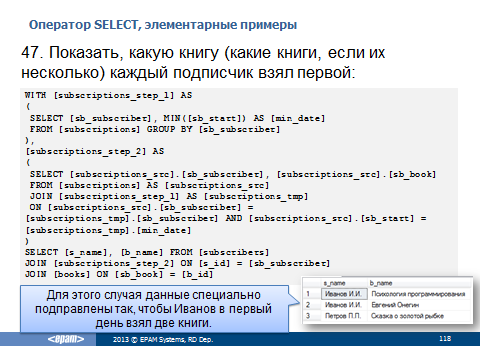 Оператор SELECT, элементарные примеры
47. Показать, какую книгу (какие книги, если их
несколько) каждый подписчик взял первой:
WITH [subscriptions_step_1] AS
(
SELECT [sb_subscriber], MIN([sb_start]) AS [min_date]
FROM [subscriptions] GROUP BY [sb_subscriber]
),
[subscriptions_step_2] AS
(
SELECT [subscriptions_src].[sb_subscriber], [subscriptions_src].[sb_book]
FROM [subscriptions] AS [subscriptions_src]
JOIN [subscriptions_step_1] AS [subscriptions_tmp]
ON [subscriptions_src].[sb_subscriber] =
[subscriptions_tmp].[sb_subscriber] AND [subscriptions_src].[sb_start] =
[subscriptions_tmp].[min_date]
)
SELECT [s_name], [b_name] FROM [subscribers]
JOIN [subscriptions_step_2] ON [s_id] = [sb_subscriber]
JOIN [books] ON [sb_book] = [b_id]
Для этого случая данные специально
подправлены так, чтобы Иванов в первый
день взял две книги.
s_name b_name
1 Иванов И.И. Психология программирования
2 Иванов И.И. Евгений Онегин
3 Петров П.П. Сказка о золотой рыбке
<epam> 2013 © EPAM Systems, RD Dep. 118